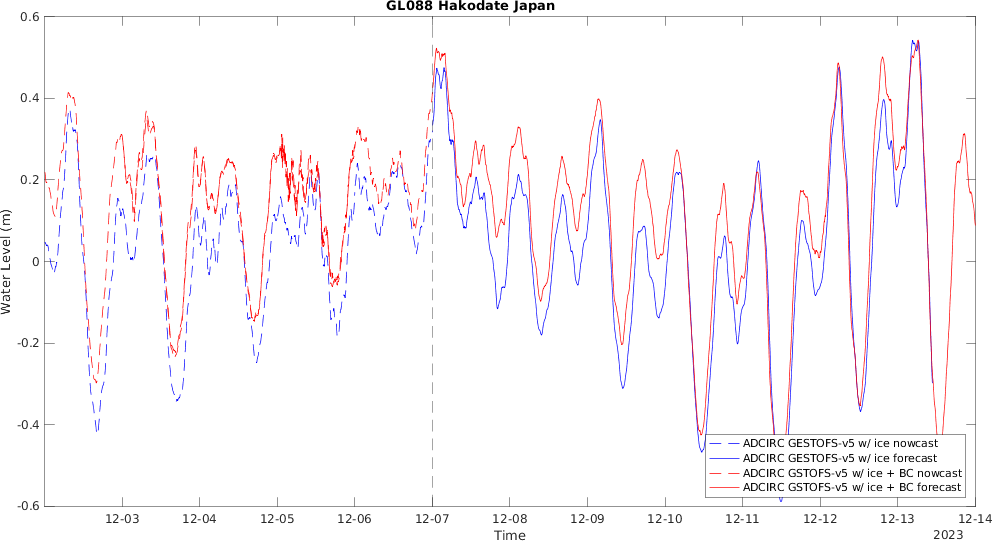 GL088 Hakodate Japan
0.6
0.4
0.2
0
-0.2
-0.4
-0.6
Water Level (m)
ADCIRC GESTOFS-v5 w/ ice nowcast
ADCIRC GESTOFS-v5 w/ ice forecast
ADCIRC GSTOFS-v5 w/ ice + BC nowcast
ADCIRC GSTOFS-v5 w/ ice + BC forecast
12-03 12-04 12-05 12-06 12-07 12-08 12-09 12-10 12-11 12-12 12-13 12-14
Time
2023